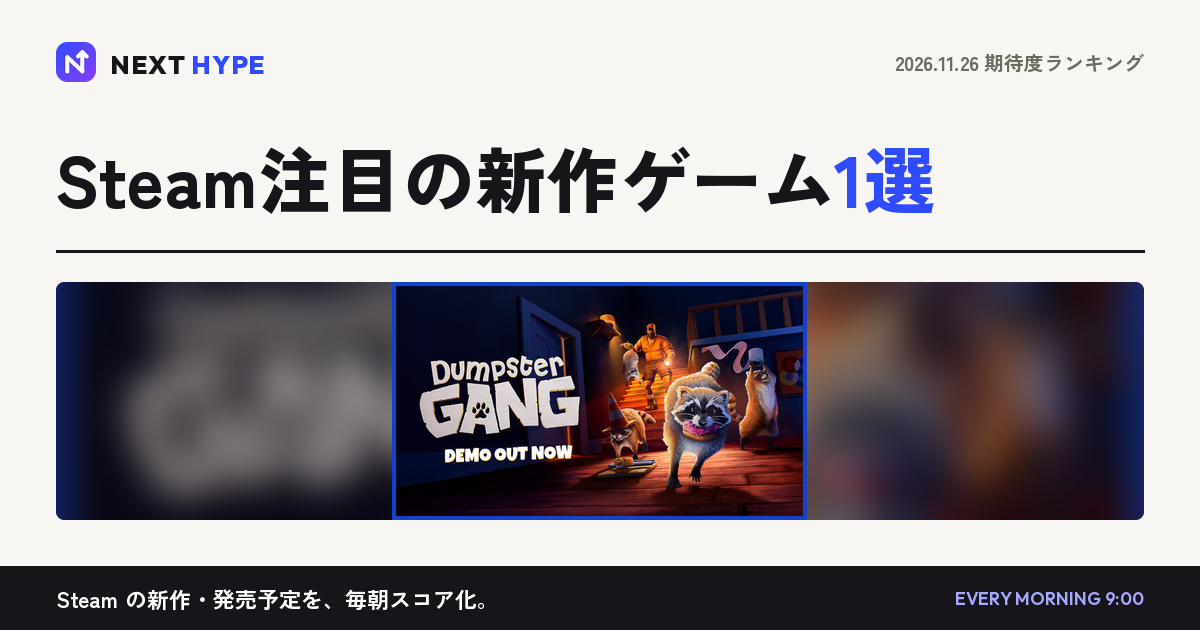 NEXT HYPE
2026.11.26 期待度ランキング
Steam注目の新作ゲーム1選
Dumpster
GANG
DEMO OUT NOW
Steam の新作・発売予定を、毎朝スコア化。
EVERY MORNING 9:00